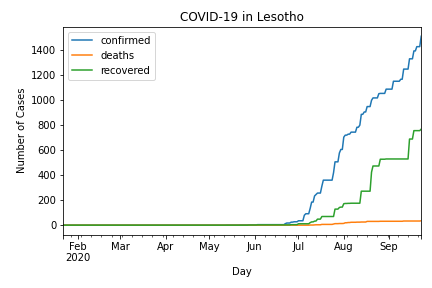 COVID-19 in Lesotho
confirmed
deaths
recovered
Number of Cases
1400
1200
1000
800
600
400
200
0
Feb Mar Apr May Jun Jul Aug Sep
2020
Day